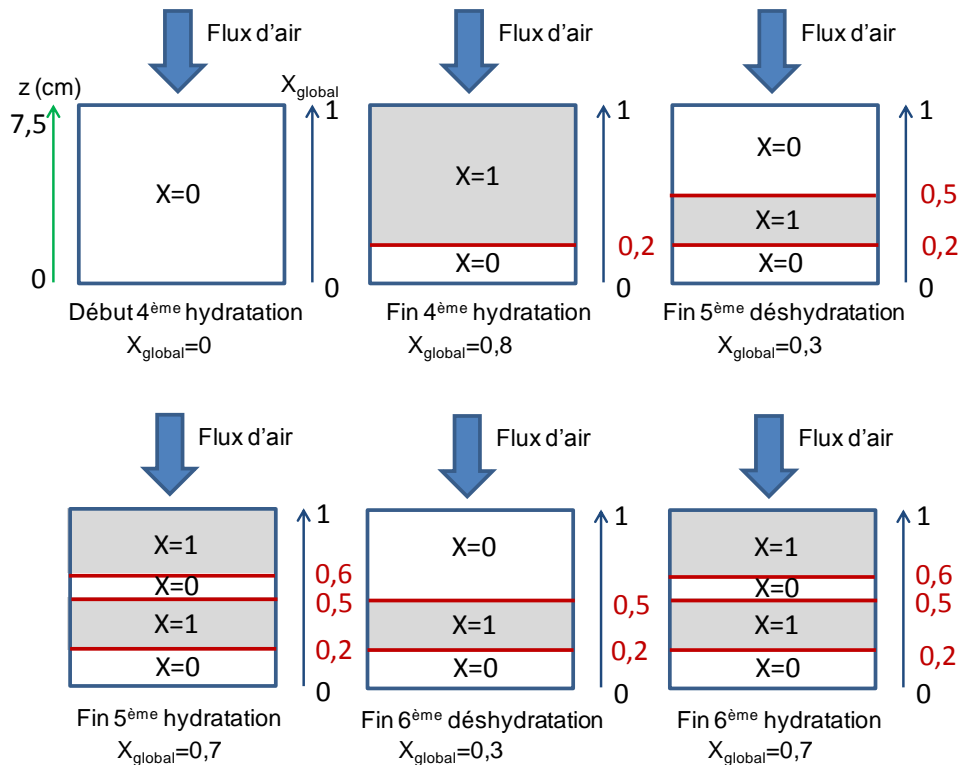 Flux d'air
Flux d'air
Flux d'air
z (cm)
7,5
0
X=0
Xglobal
1
0
Début 4ème hydratation
Xglobal=0
X=1
X=0
1
0,2
0
Fin 4ème hydratation
Xglobal=0,8
X=0
X=1
X=0
1
0,5
0,2
0
Fin 5ème déshydratation
Xglobal=0,3
Flux d'air
Flux d'air
Flux d'air
X=1
X=0
X=1
X=0
1
0,6
0,5
0,2
0
Fin 5ème hydratation
Xglobal=0,7
X=0
X=1
X=0
1
0,5
0,2
0
Fin 6ème déshydratation
Xglobal=0,3
X=1
X=0
X=1
X=0
1
0,6
0,5
0,2
0
Fin 6ème hydratation
Xglobal=0,7